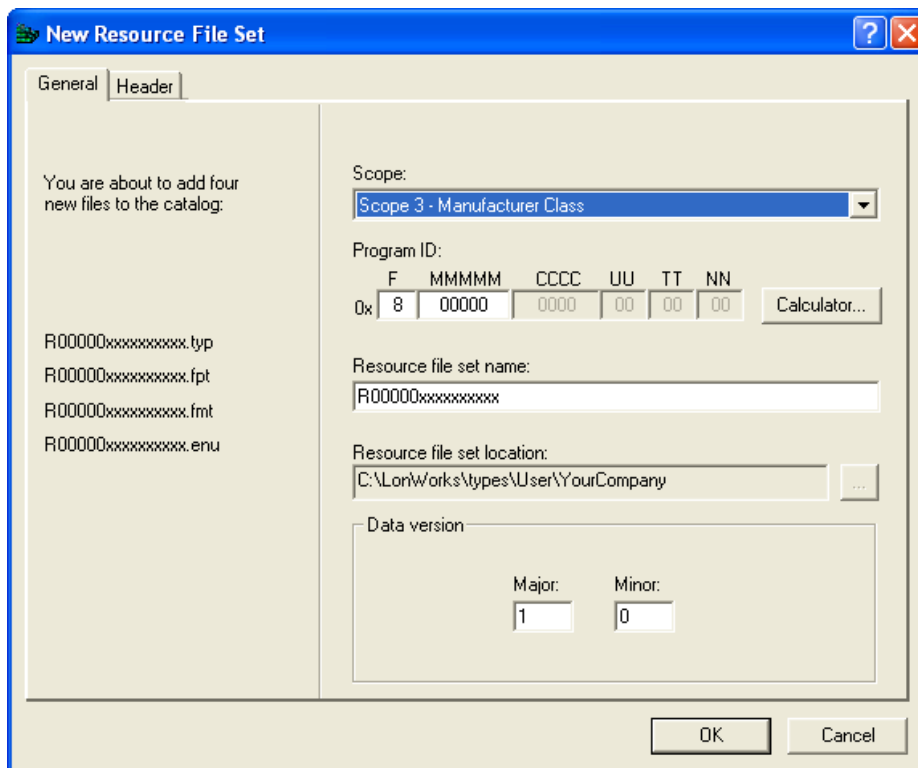 New Resource File Set
General Header
You are about to add four
new files to the catalog:
R00000xxxxxxxxxx.typ
R00000xxxxxxxxxx.fpt
R00000xxxxxxxxxx.fmt
R00000xxxxxxxxxx.enu
Scope:
Scope 3 - Manufacturer Class
Program ID:
F MMMMM CCCC UU TT NN
0x 8 00000 0000 00 00 00 Calculator...
Resource file set name:
R00000xxxxxxxxxx
Resource file set location:
C:\LonWorks\types\User\YourCompany ...
Data version
Major: Minor:
1 0
OK Cancel